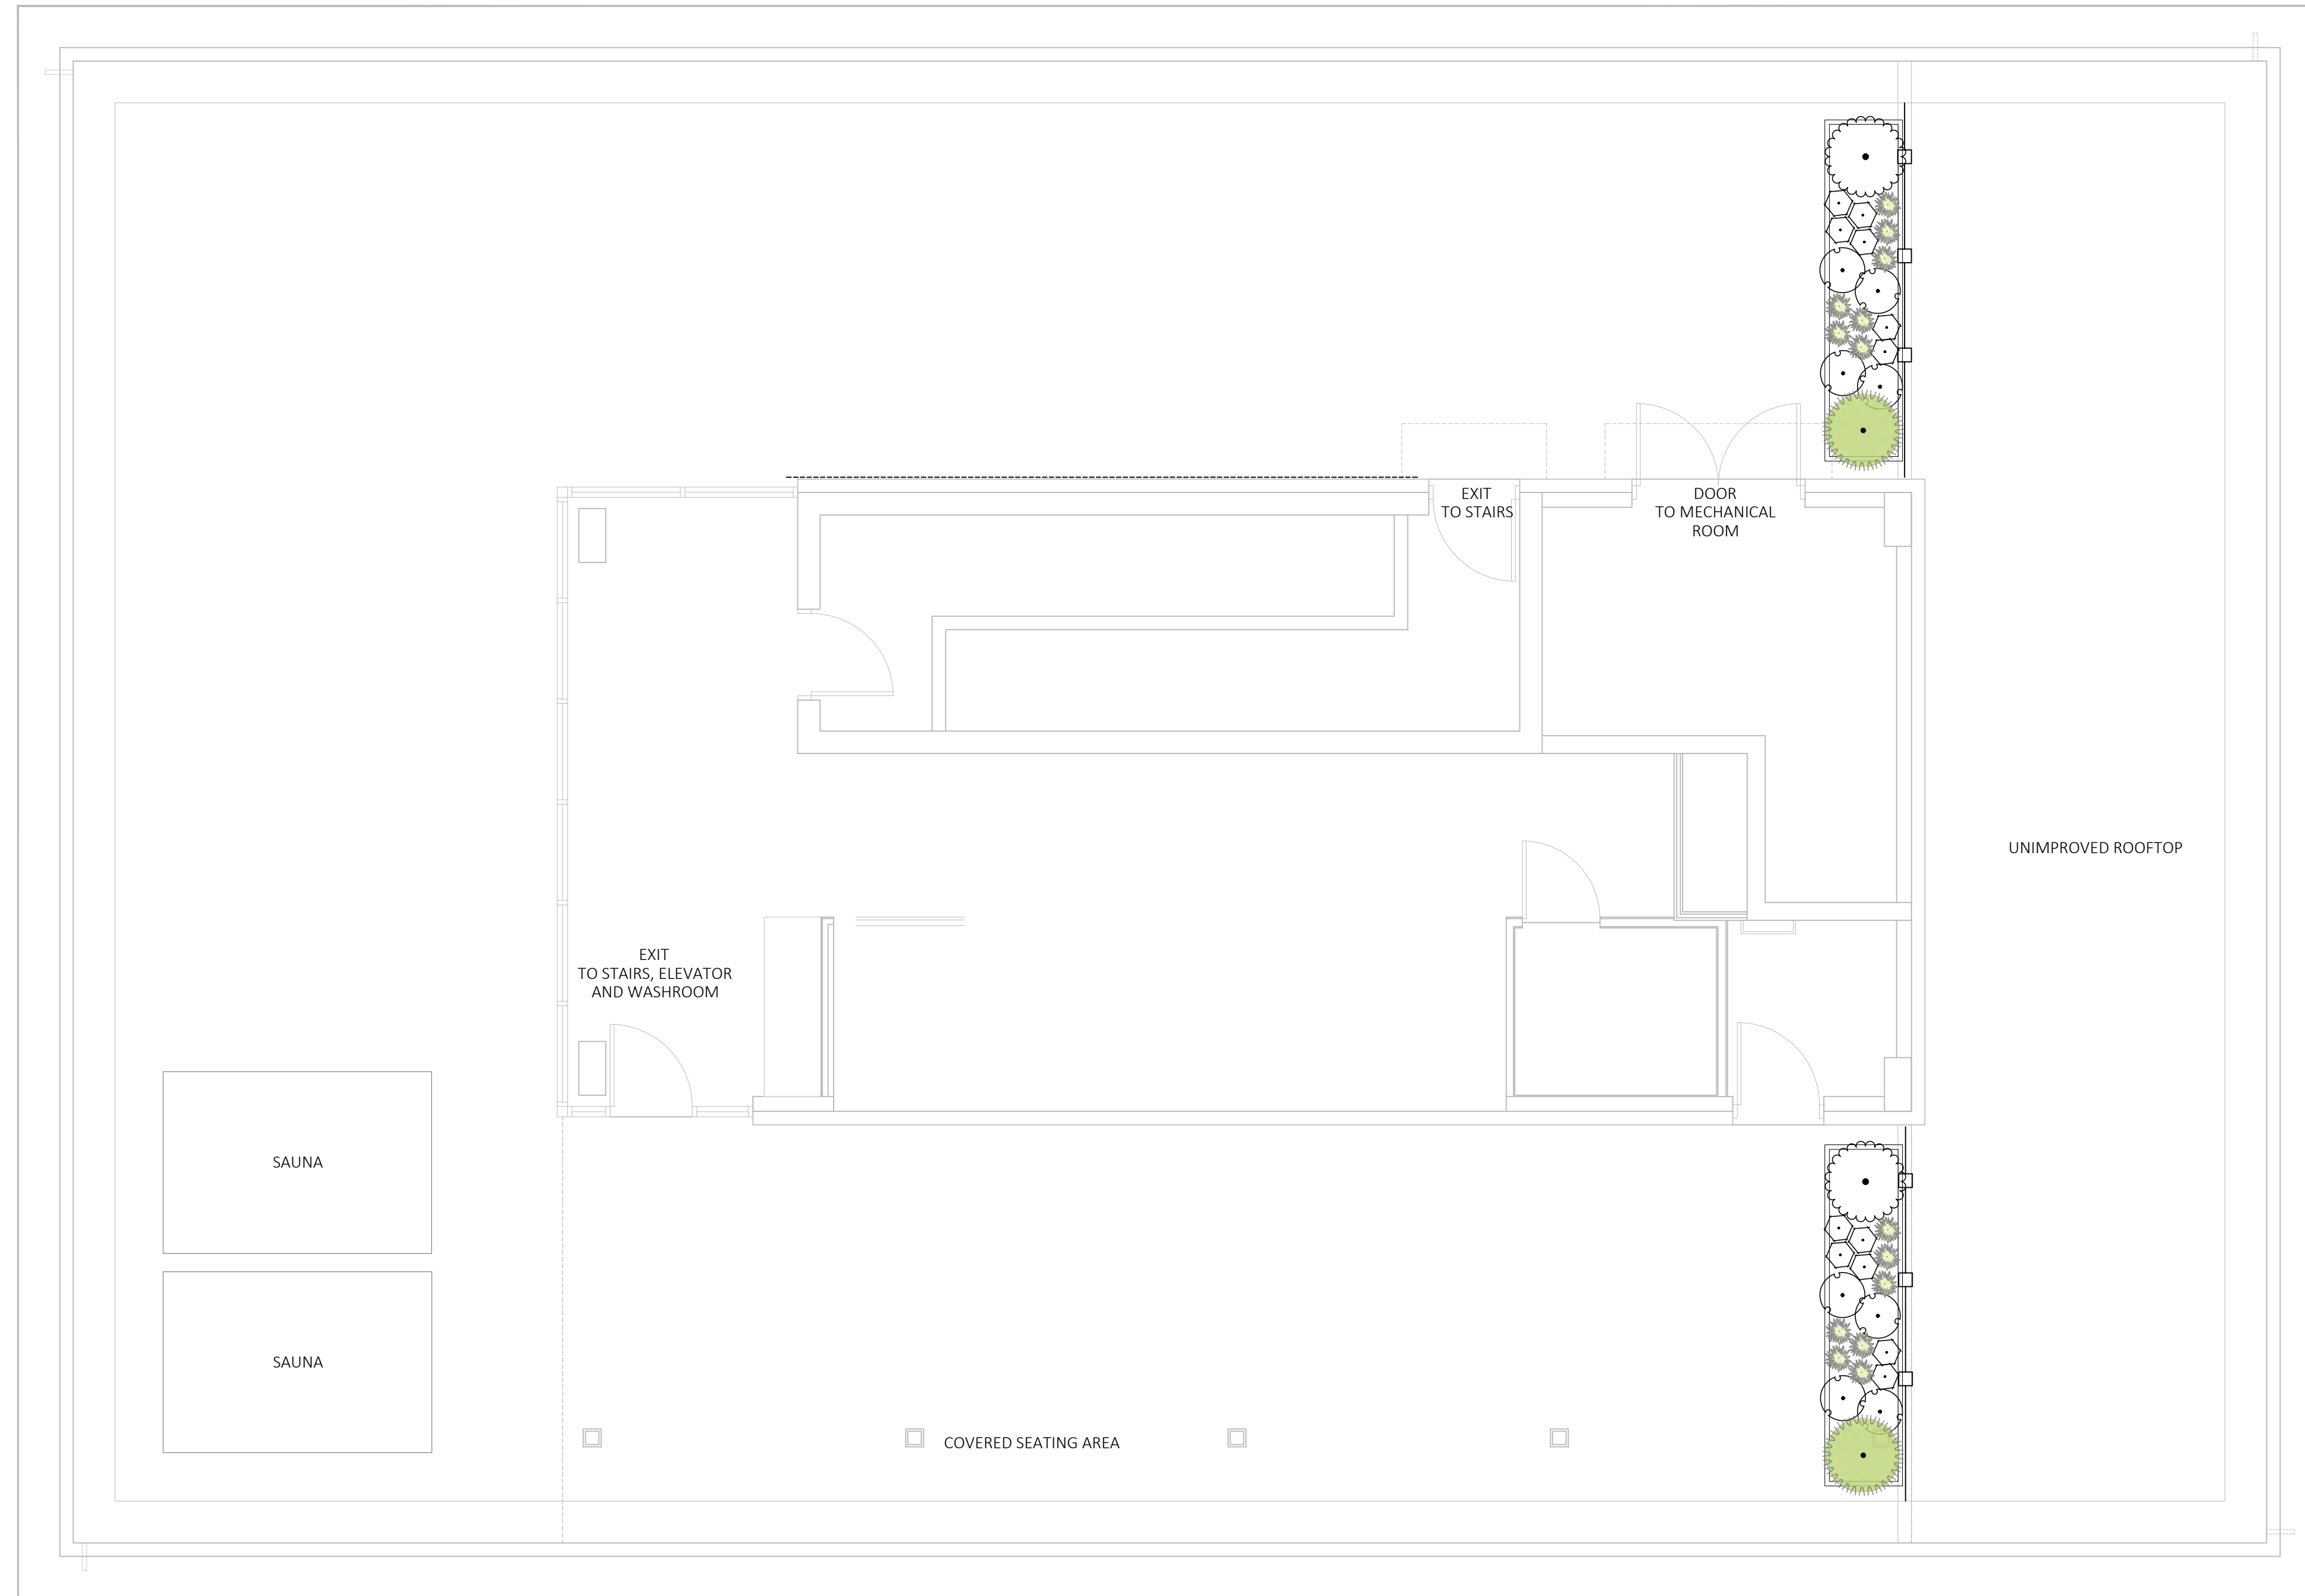 EXIT
TO STAIRS
DOOR
TO MECHANICAL
ROOM
UNIMPROVED ROOFTOP
EXIT
TO STAIRS, ELEVATOR
AND WASHROOM
SAUNA
SAUNA
COVERED SEATING AREA